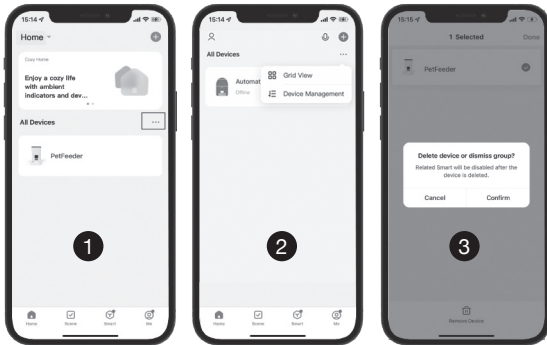 15:14
Home
Cozy Home
Enjoy a cozy life
with ambient
indicators and dev...
All Devices
...
PetFeeder
1
Home
Scene
Smart
Me
15:14
All Devices
...
Automat
Offline
Grid View
Device Management
2
Home
Scene
Smart
Me
15:15
1 Selected
Done
PetFeeder
Delete device or dismiss group?
Related Smart will be disabled after the
device is deleted.
Cancel
Confirm
3
Remove Device